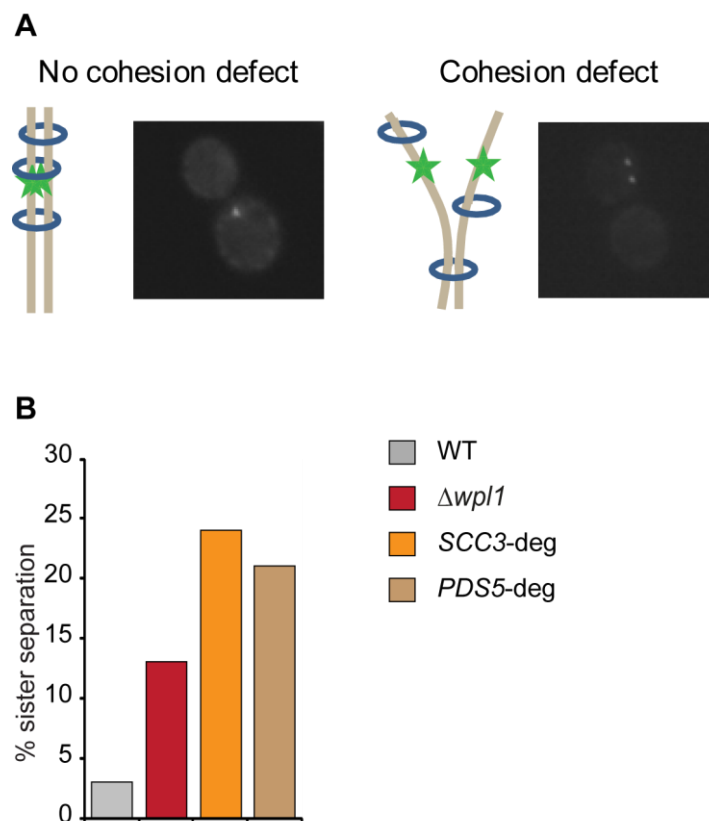 A
No cohesion defect
Cohesion defect
B
% sister separation
30
25
20
15
10
5
0
WT
Δwpl1
SCC3-deg
PDS5-deg